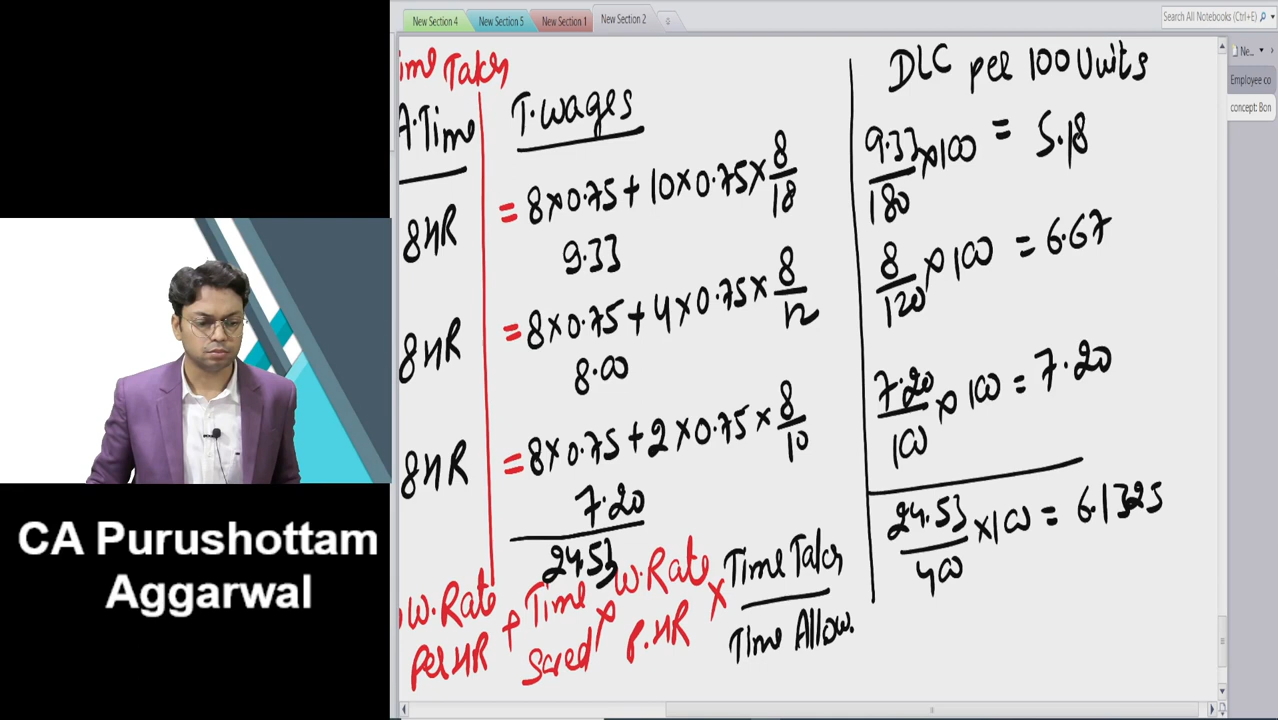 New Section 4 New Section 5 New Section 1 New Section 2
Search All Notebooks (Ctrl+E)
Ne...
Employee co
concept: Bon
ime Taken
A.Time
8HR
8HR
8HR
T.wages
= 8×0.75 + 10×0.75× 8/18
9.33
= 8×0.75 + 4×0.75× 8/12
8.00
= 8×0.75 + 2×0.75× 8/10
7.20
24.53
DLC per 100 Units
9.33/180 ×100 = 5.18
8/120 ×100 = 6.67
7.20/100 × 100 = 7.20
24.53/400 ×100 = 6.1325
W.Rate per HR + Time saved × W.Rate P.HR × Time Taken/Time Allow.
CA Purushottam
Aggarwal